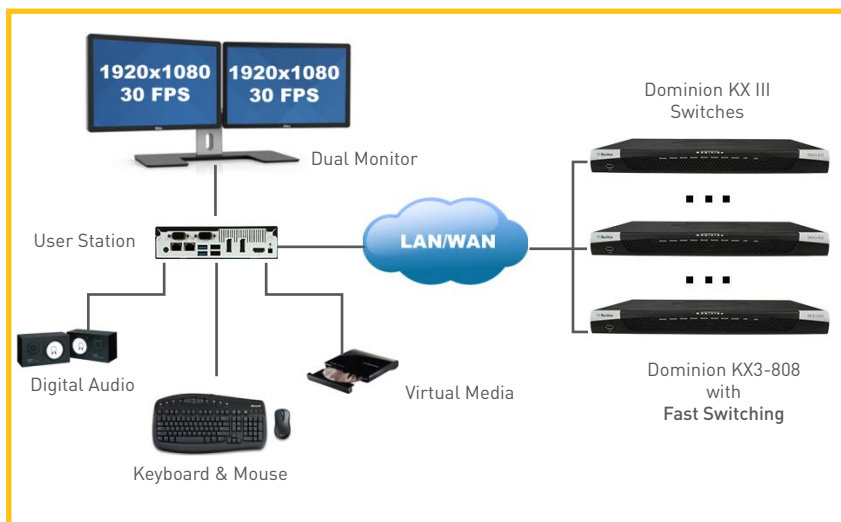 1920x1080
30 FPS
1920x1080
30 FPS
Dual Monitor
User Station
LAN/WAN
Digital Audio
Keyboard & Mouse
Virtual Media
Dominion KX III
Switches
Dominion KX3-808
with
Fast Switching